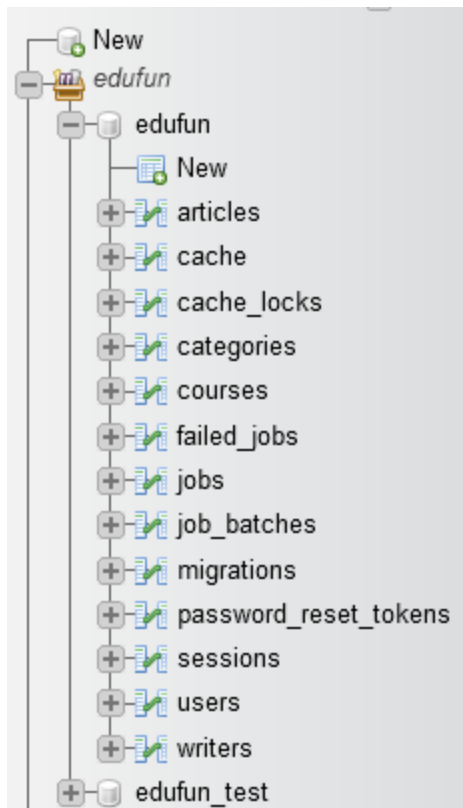 New
edufun
edufun
New
articles
cache
cache_locks
categories
courses
failed_jobs
jobs
job_batches
migrations
password_reset_tokens
sessions
users
writers
edufun_test